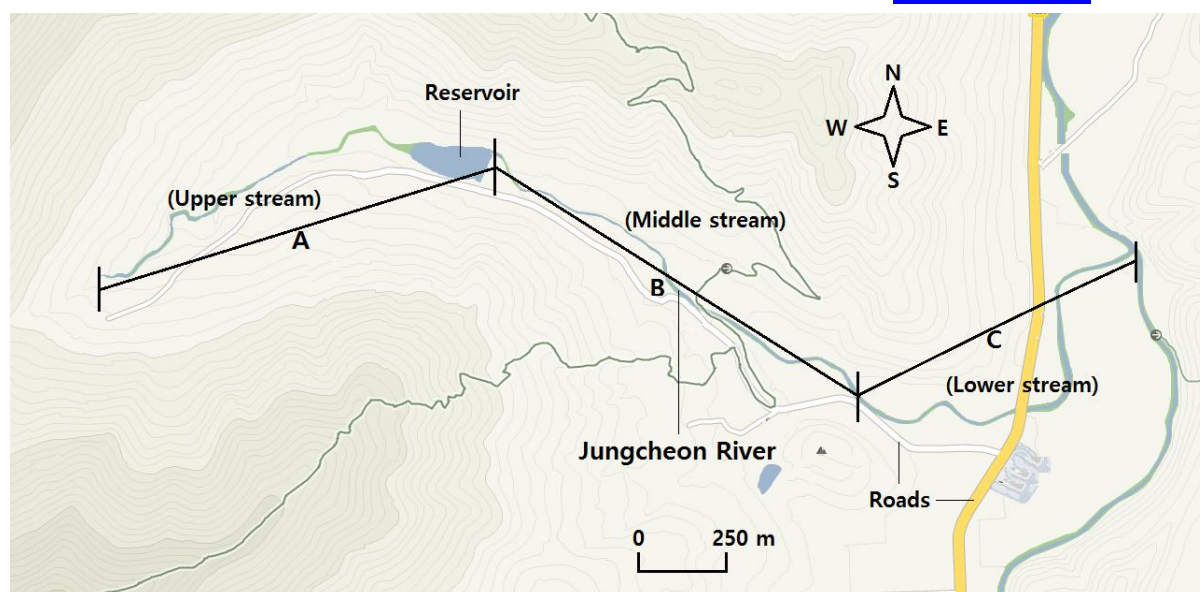 Reservoir
N
W
E
S
(Upper stream)
A
(Middle stream)
B
C
(Lower stream)
Jungcheon River
Roads
0
250 m